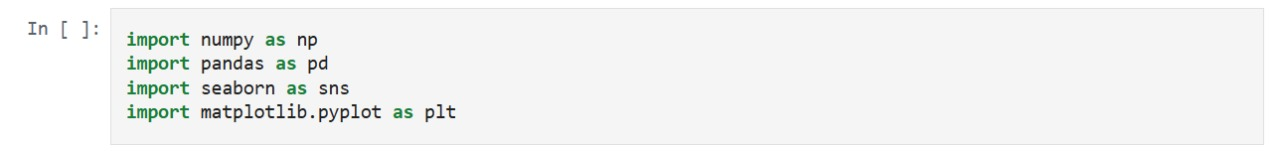 In [ ]:
import numpy as np
import pandas as pd
import seaborn as sns
import matplotlib.pyplot as plt